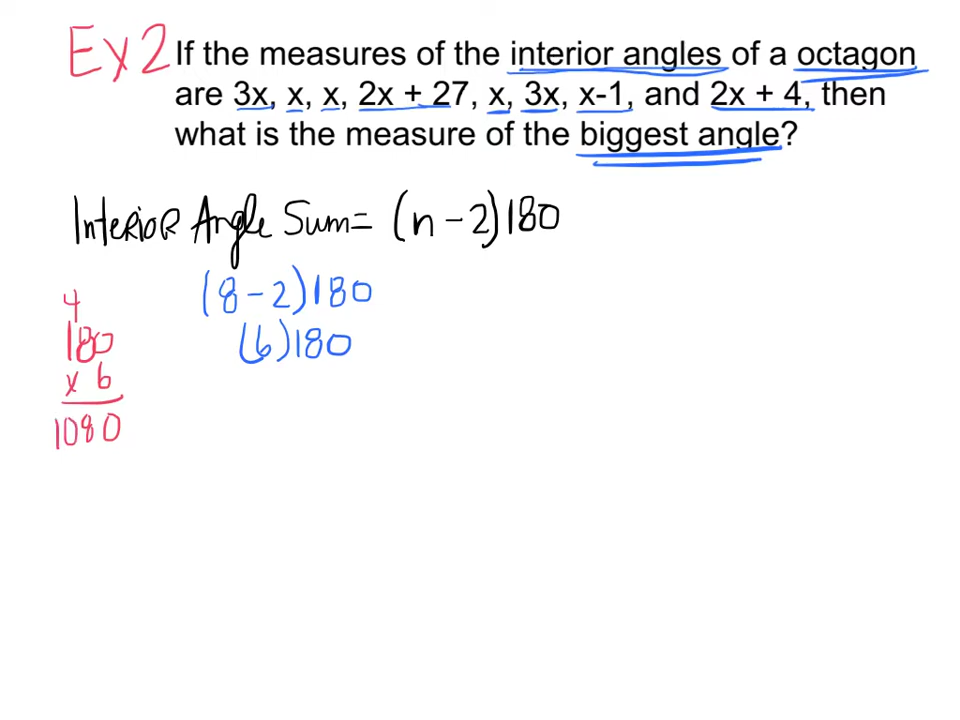 Ex2 If the measures of the interior angles of a octagon
are 3x, x, x, 2x + 27, x, 3x, x-1, and 2x + 4, then
what is the measure of the biggest angle?
Interior Angle Sum = (n - 2)180
(8 - 2)180
(6)180
4
180
x 6
1080